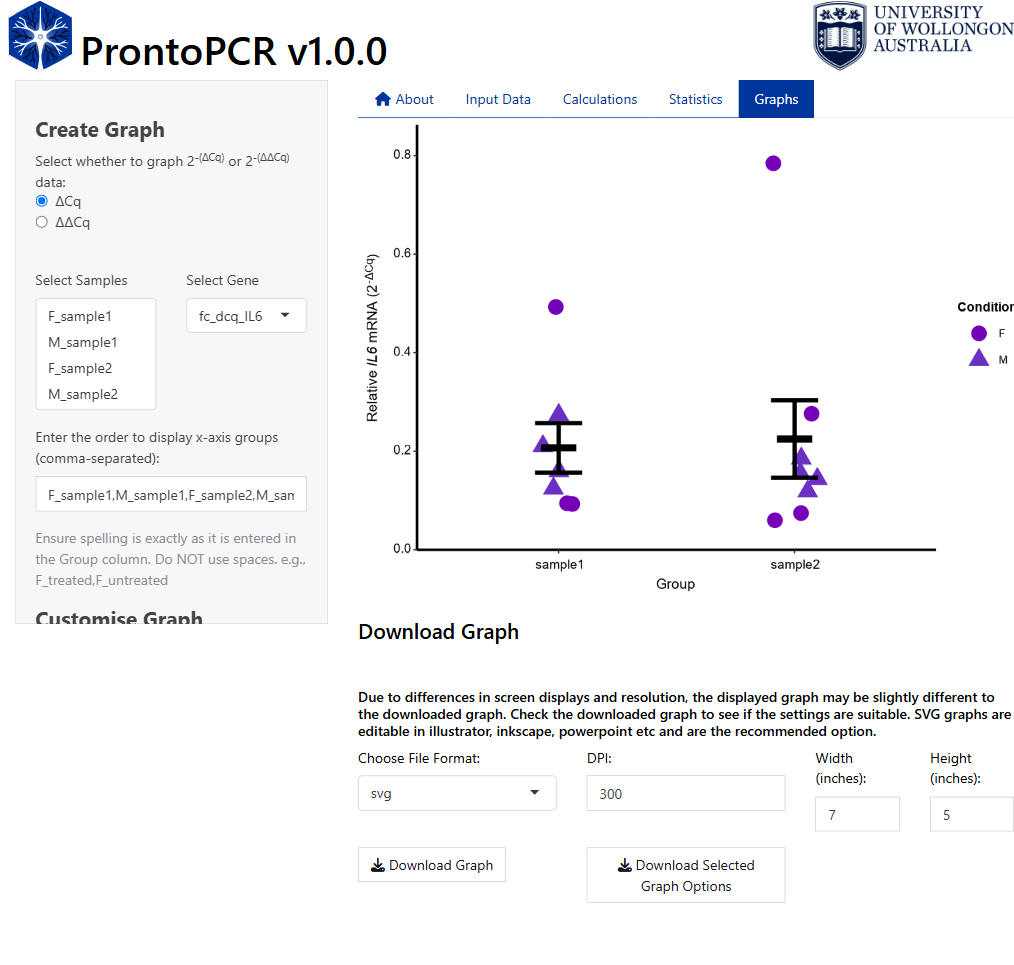 ProntoPCR v1.0.0
UNIVERSITY
OF WOLLONGON
AUSTRALIA
About
Input Data
Calculations
Statistics
Graphs
Create Graph
Select whether to graph 2-(ΔCq) or 2-(ΔΔCq)
data:
ΔCq
ΔΔCq
Select Samples
Select Gene
F_sample1
M_sample1
F_sample2
M_sample2
fc_dcq_IL6
Enter the order to display x-axis groups
(comma-separated):
F_sample1,M_sample1,F_sample2,M_sam
Ensure spelling is exactly as it is entered in
the Group column. Do NOT use spaces. e.g.,
F_treated,F_untreated
Customise Graph
Relative IL6 mRNA (2-ΔCq)
0.8
0.6
0.4
0.2
0.0
sample1
sample2
Group
Condition
F
M
Download Graph
Due to differences in screen displays and resolution, the displayed graph may be slightly different to
the downloaded graph. Check the downloaded graph to see if the settings are suitable. SVG graphs are
editable in illustrator, inkscape, powerpoint etc and are the recommended option.
Choose File Format:
DPI:
Width
(inches):
Height
(inches):
svg
300
7
5
Download Graph
Download Selected
Graph Options